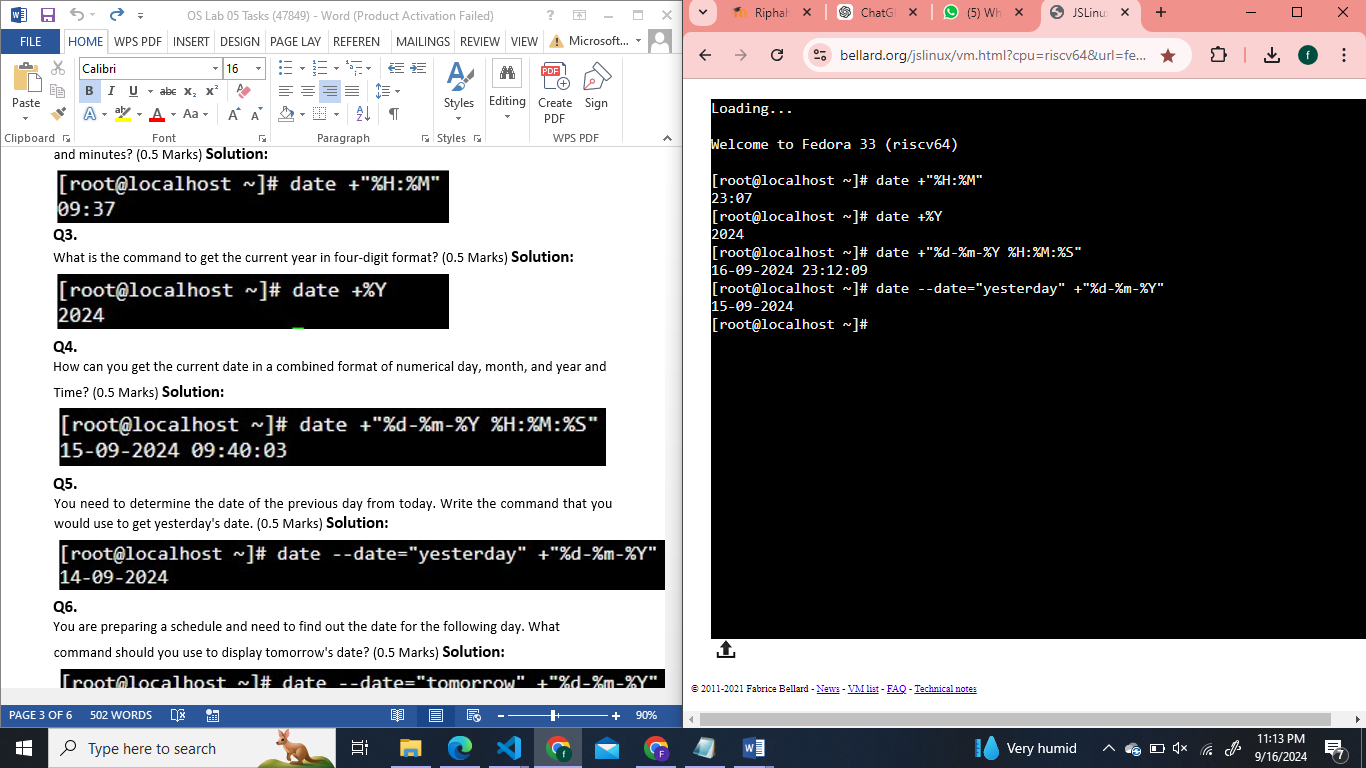 OS Lab 05 Tasks (47849) - Word (Product Activation Failed)
FILE HOME WPS PDF INSERT DESIGN PAGE LAY REFEREN MAILINGS REVIEW VIEW Microsoft...
Calibri 16
Paste
B I U abc x₂ x²
A ab A Aa A A
Styles Editing Create PDF Sign
Clipboard Font Paragraph Styles WPS PDF
and minutes? (0.5 Marks) Solution:
[root@localhost ~]# date +"%H:%M"
09:37
Q3.
What is the command to get the current year in four-digit format? (0.5 Marks) Solution:
[root@localhost ~]# date +%Y
2024
Q4.
How can you get the current date in a combined format of numerical day, month, and year and
Time? (0.5 Marks) Solution:
[root@localhost ~]# date +"%d-%m-%Y %H:%M:%S"
15-09-2024 09:40:03
Q5.
You need to determine the date of the previous day from today. Write the command that you
would use to get yesterday's date. (0.5 Marks) Solution:
[root@localhost ~]# date --date="yesterday" +"%d-%m-%Y"
14-09-2024
Q6.
You are preparing a schedule and need to find out the date for the following day. What
command should you use to display tomorrow's date? (0.5 Marks) Solution:
[root@localhost ~]# date --date="tomorrow" +"%d-%m-%Y"
PAGE 3 OF 6 502 WORDS 90%
Riphah ChatG (5) Wh JSLinux
bellard.org/jslinux/vm.html?cpu=riscv64&url=fe...
f
Loading...
Welcome to Fedora 33 (riscv64)
[root@localhost ~]# date +"%H:%M"
23:07
[root@localhost ~]# date +%Y
2024
[root@localhost ~]# date +"%d-%m-%Y %H:%M:%S"
16-09-2024 23:12:09
[root@localhost ~]# date --date="yesterday" +"%d-%m-%Y"
15-09-2024
[root@localhost ~]#
© 2011-2021 Fabrice Bellard - News - VM list - FAQ - Technical notes
Type here to search
Very humid
11:13 PM
9/16/2024
7